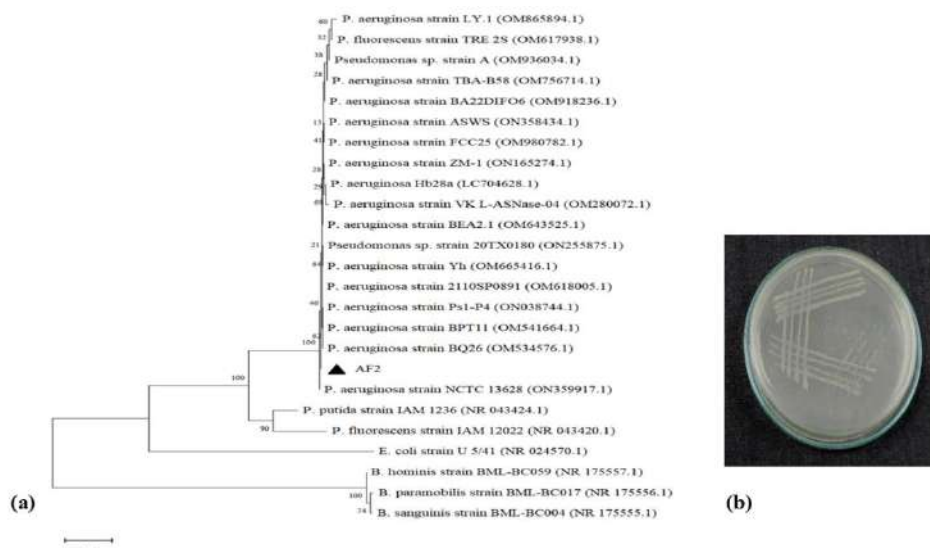 P. aeruginosa strain LY.1 (OM865894.1)
P. fluorescens strain TRE 2S (OM617938.1)
Pseudomonas sp. strain A (OM936034.1)
P. aeruginosa strain TBA-B58 (OM756714.1)
P. aeruginosa strain BA22DIFO6 (OM918236.1)
P. aeruginosa strain ASWS (ON358434.1)
P. aeruginosa strain FCC25 (OM980782.1)
P. aeruginosa strain ZM-1 (ON165274.1)
P. aeruginosa Hb28a (LC704628.1)
P. aeruginosa strain VK L-ASNase-04 (OM280072.1)
P. aeruginosa strain BEA2.1 (OM643525.1)
Pseudomonas sp. strain 20TX0180 (ON255875.1)
P. aeruginosa strain Yh (OM665416.1)
P. aeruginosa strain 2110SP0891 (OM618005.1)
P. aeruginosa strain Ps1-P4 (ON038744.1)
P. aeruginosa strain BPT11 (OM541664.1)
P. aeruginosa strain BQ26 (OM534576.1)
100
AF2
P. aeruginosa strain NCTC 13628 (ON359917.1)
100
P. putida strain IAM 1236 (NR 043424.1)
90
P. fluorescens strain IAM 12022 (NR 043420.1)
E. coli strain U 5/41 (NR 024570.1)
B. hominis strain BML-BC059 (NR 175557.1)
100
B. paramobilis strain BML-BC017 (NR 175556.1)
74
B. sanguinis strain BML-BC004 (NR 175555.1)
(a)
(b)